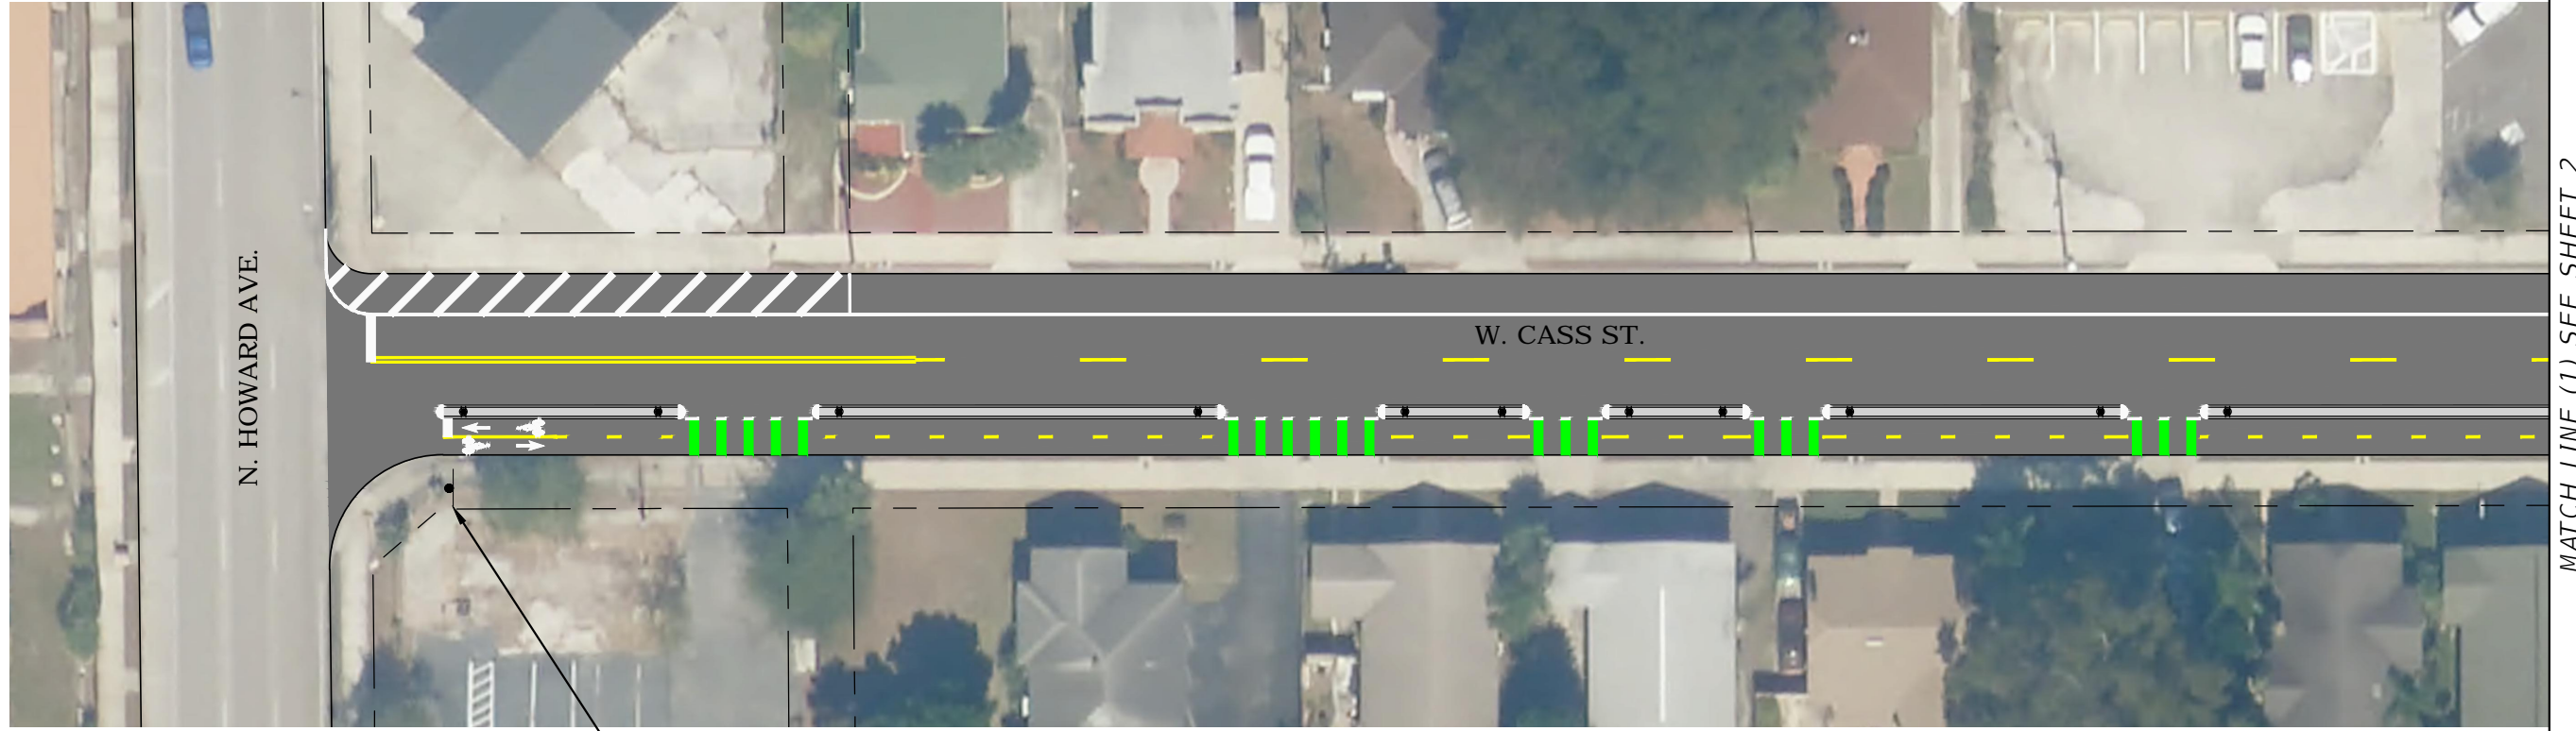 N. HOWARD AVE.
W. CASS ST.
MATCH LINE (1) SEE SHEET 2